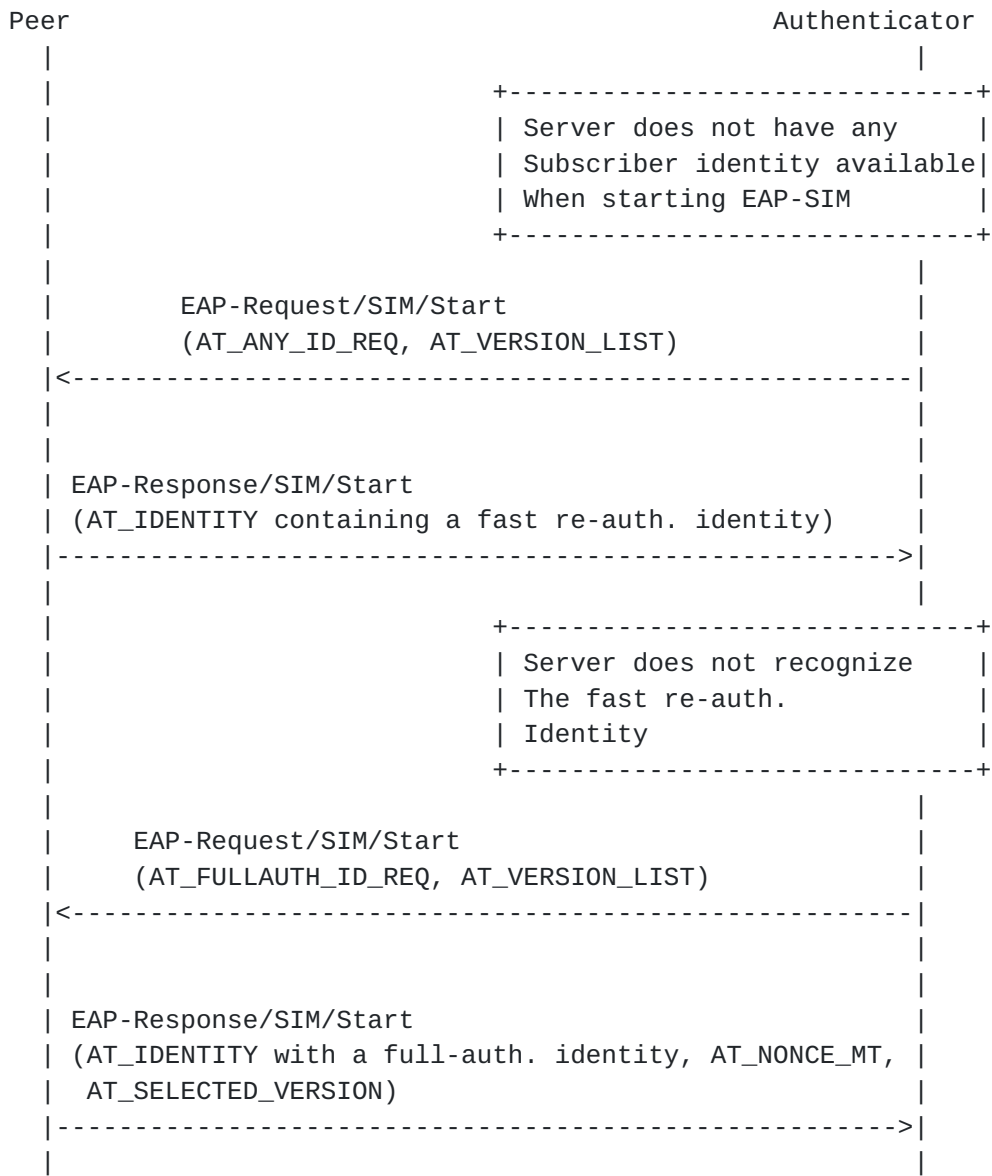 Peer Authenticator
Server does not have any
Subscriber identity available
When starting EAP-SIM
EAP-Request/SIM/Start
(AT_ANY_ID_REQ, AT_VERSION_LIST)
EAP-Response/SIM/Start
(AT_IDENTITY containing a fast re-auth. identity)
Server does not recognize
The fast re-auth.
Identity
EAP-Request/SIM/Start
(AT_FULLAUTH_ID_REQ, AT_VERSION_LIST)
EAP-Response/SIM/Start
(AT_IDENTITY with a full-auth. identity, AT_NONCE_MT,
AT_SELECTED_VERSION)